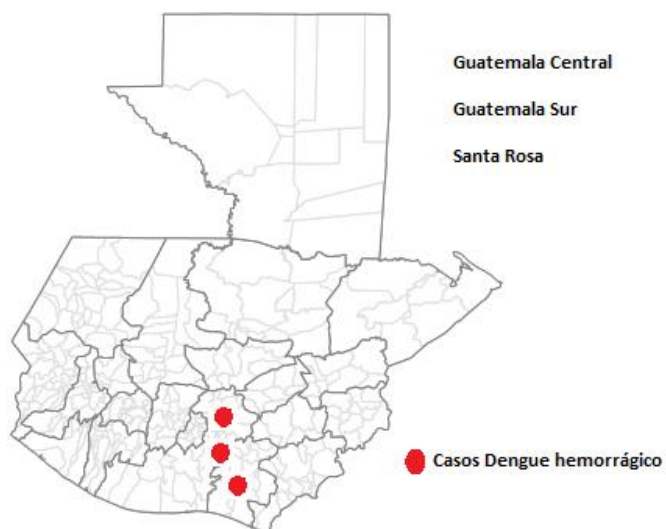 Guatemala Central
Guatemala Sur
Santa Rosa
Casos Dengue hemorrágico